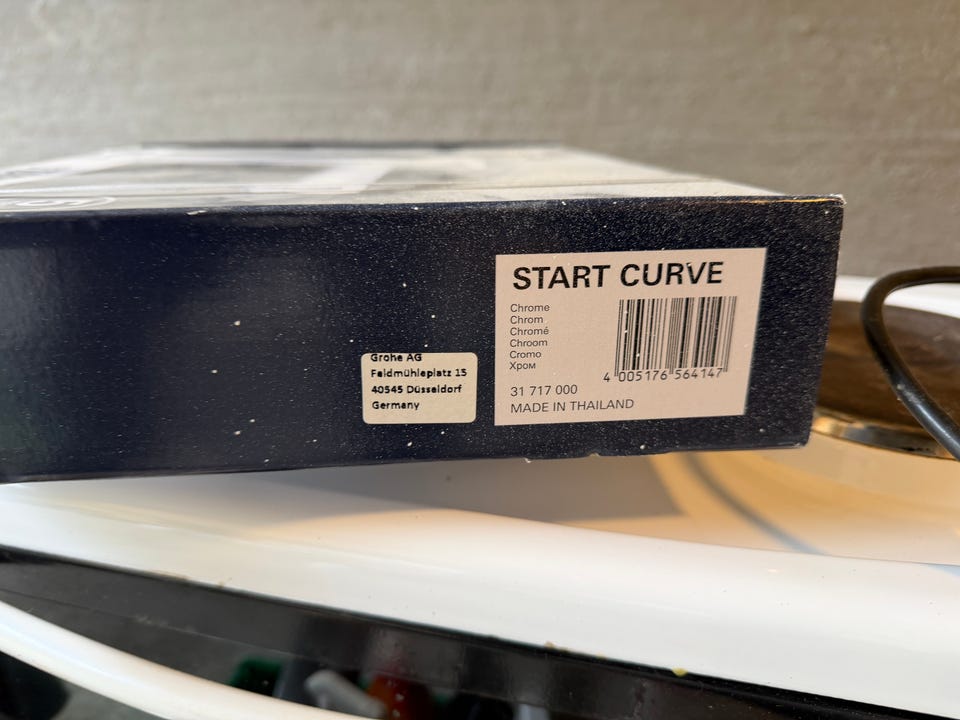 Grohe AG
Feldmühleplatz 15
40545 Düsseldorf
Germany
START CURVE
Chrome
Chrom
Chromé
Chroom
Cromo
Хром
4 005176 564147
31 717 000
MADE IN THAILAND